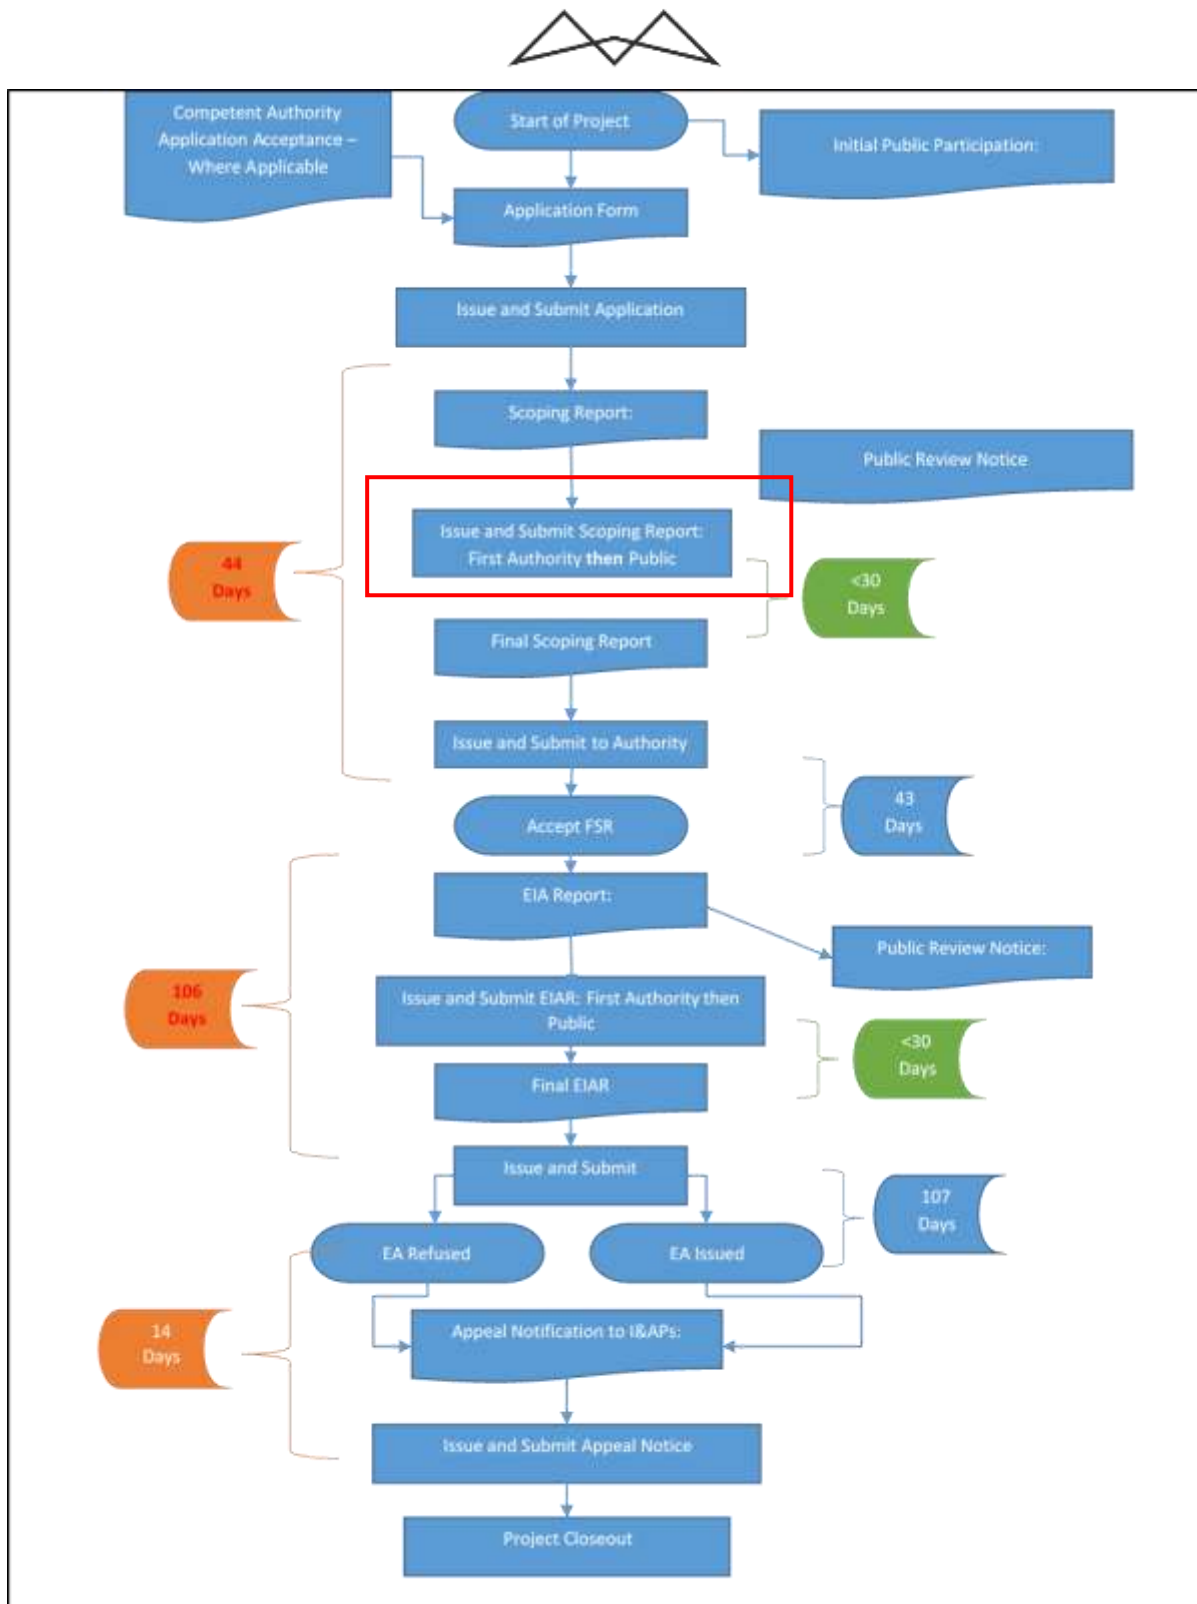 Competent Authority
Application Acceptance –
Where Applicable
Start of Project
Initial Public Participation:
Application Form
Issue and Submit Application
Scoping Report:
Public Review Notice
Issue and Submit Scoping Report:
First Authority then Public
44
Days
<30
Days
Final Scoping Report
Issue and Submit to Authority
43
Days
Accept FSR
EIA Report:
Public Review Notice:
106
Days
Issue and Submit EIAR: First Authority then
Public
<30
Days
Final EIAR
Issue and Submit
107
Days
EA Refused
EA Issued
14
Days
Appeal Notification to I&APs:
Issue and Submit Appeal Notice
Project Closeout